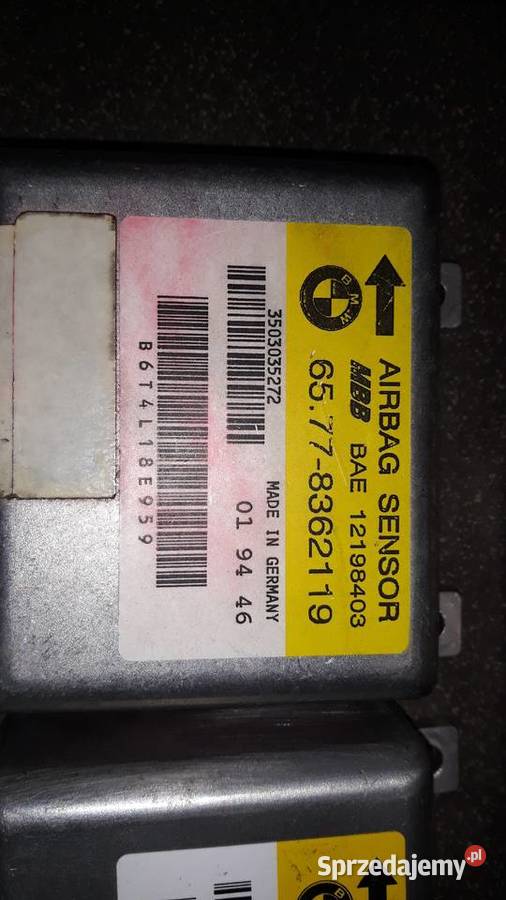 AIRBAG SENSOR
MBB BAE 12198403
65.77-8362119
BMW
3503035272
MADE IN GERMANY
01 94 46
B6T4L18E959
Sprzedajemy.pl